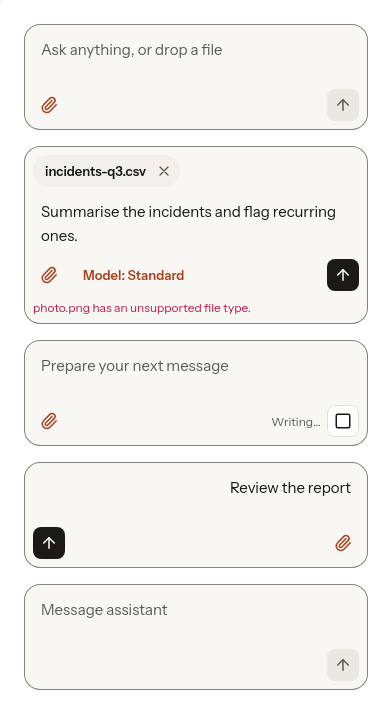 Ask anything, or drop a file
incidents-q3.csv
Summarise the incidents and flag recurring
ones.
Model: Standard
photo.png has an unsupported file type.
Prepare your next message
Writing...
Review the report
Message assistant